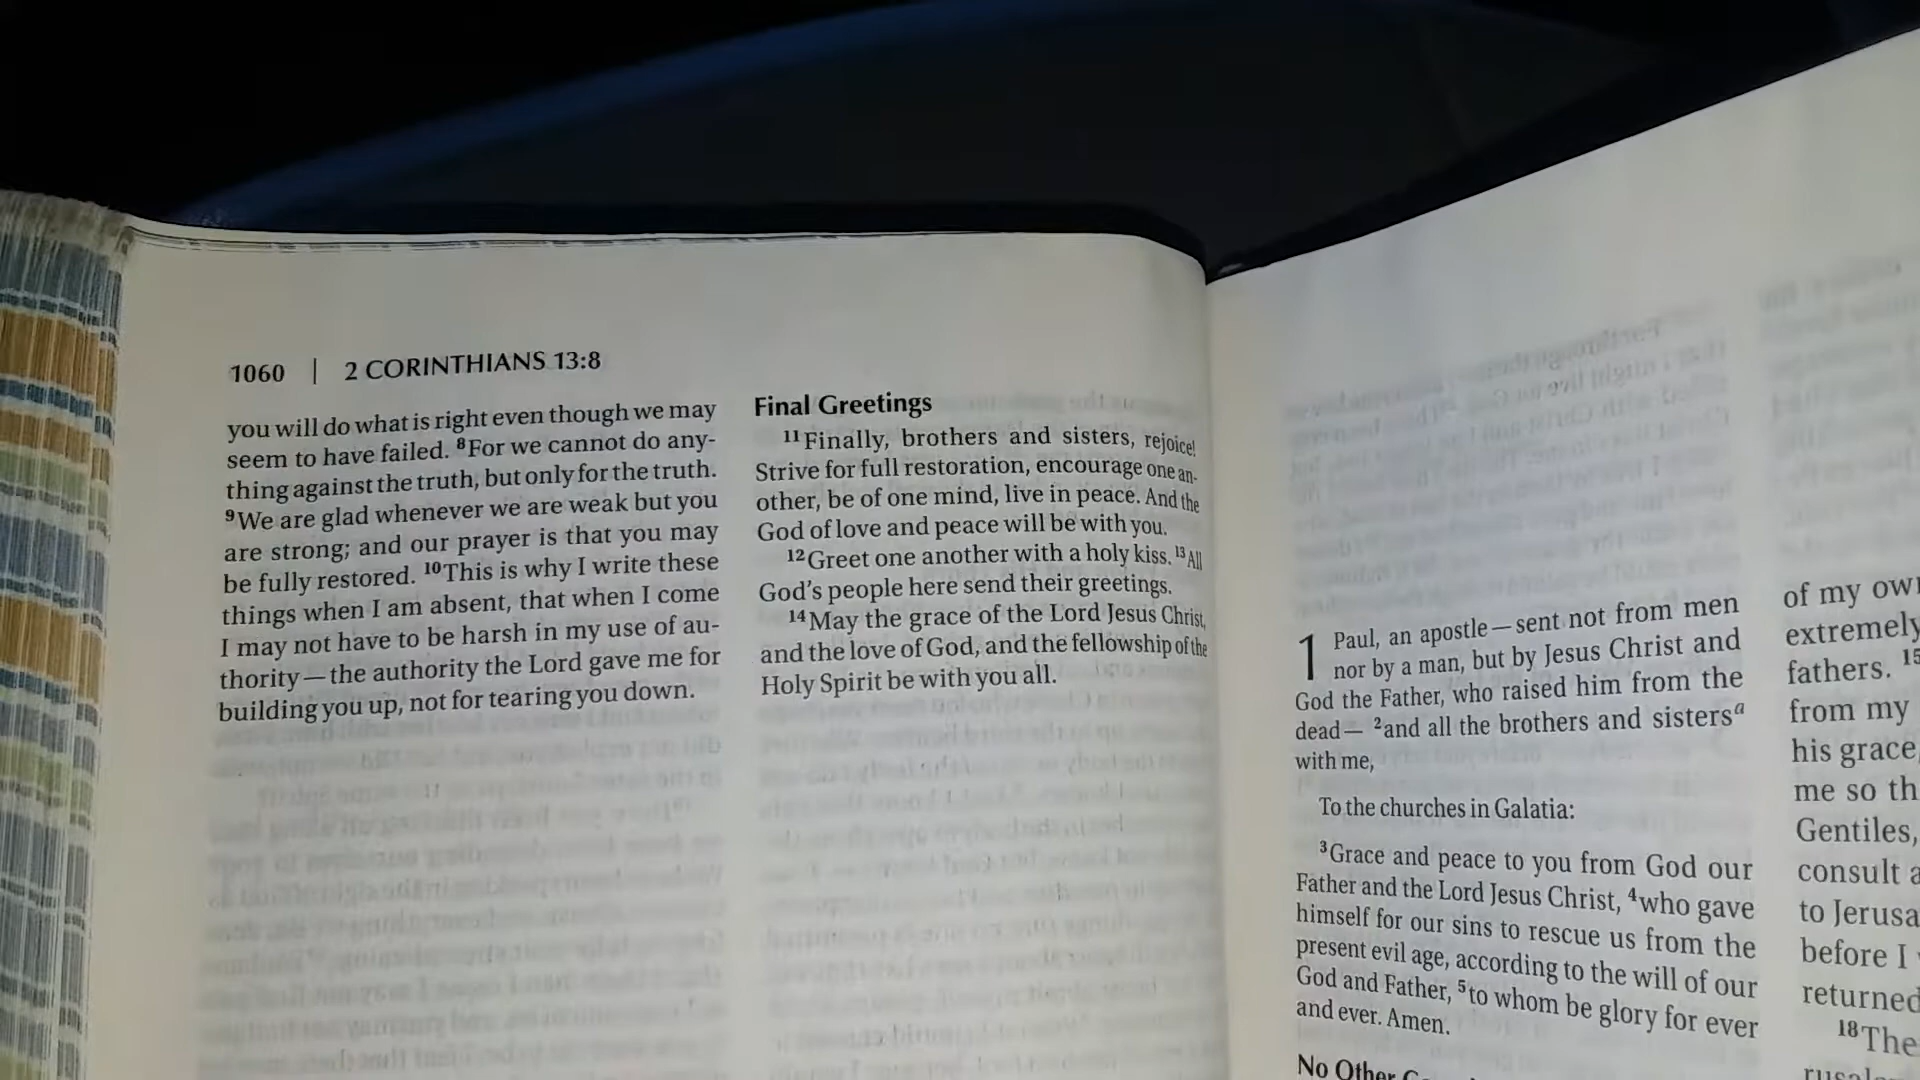 1060 | 2 CORINTHIANS 13:8
you will do what is right even though we may
seem to have failed. ⁸For we cannot do any-
thing against the truth, but only for the truth.
⁹We are glad whenever we are weak but you
are strong; and our prayer is that you may
be fully restored. ¹⁰This is why I write these
things when I am absent, that when I come
I may not have to be harsh in my use of au-
thority—the authority the Lord gave me for
building you up, not for tearing you down.
Final Greetings
¹¹Finally, brothers and sisters, rejoice!
Strive for full restoration, encourage one an-
other, be of one mind, live in peace. And the
God of love and peace will be with you.
¹²Greet one another with a holy kiss. ¹³All
God's people here send their greetings.
¹⁴May the grace of the Lord Jesus Christ,
and the love of God, and the fellowship of the
Holy Spirit be with you all.
1 Paul, an apostle—sent not from men
nor by a man, but by Jesus Christ and
God the Father, who raised him from the
dead— ²and all the brothers and sistersᵃ
with me,
To the churches in Galatia:
³Grace and peace to you from God our
Father and the Lord Jesus Christ, ⁴who gave
himself for our sins to rescue us from the
present evil age, according to the will of our
God and Father, ⁵to whom be glory for ever
and ever. Amen.
No Other
of my own
extremely
fathers. ¹⁵
from my
his grace,
me so th
Gentiles,
consult a
to Jerusa
before I
returned
¹⁸The